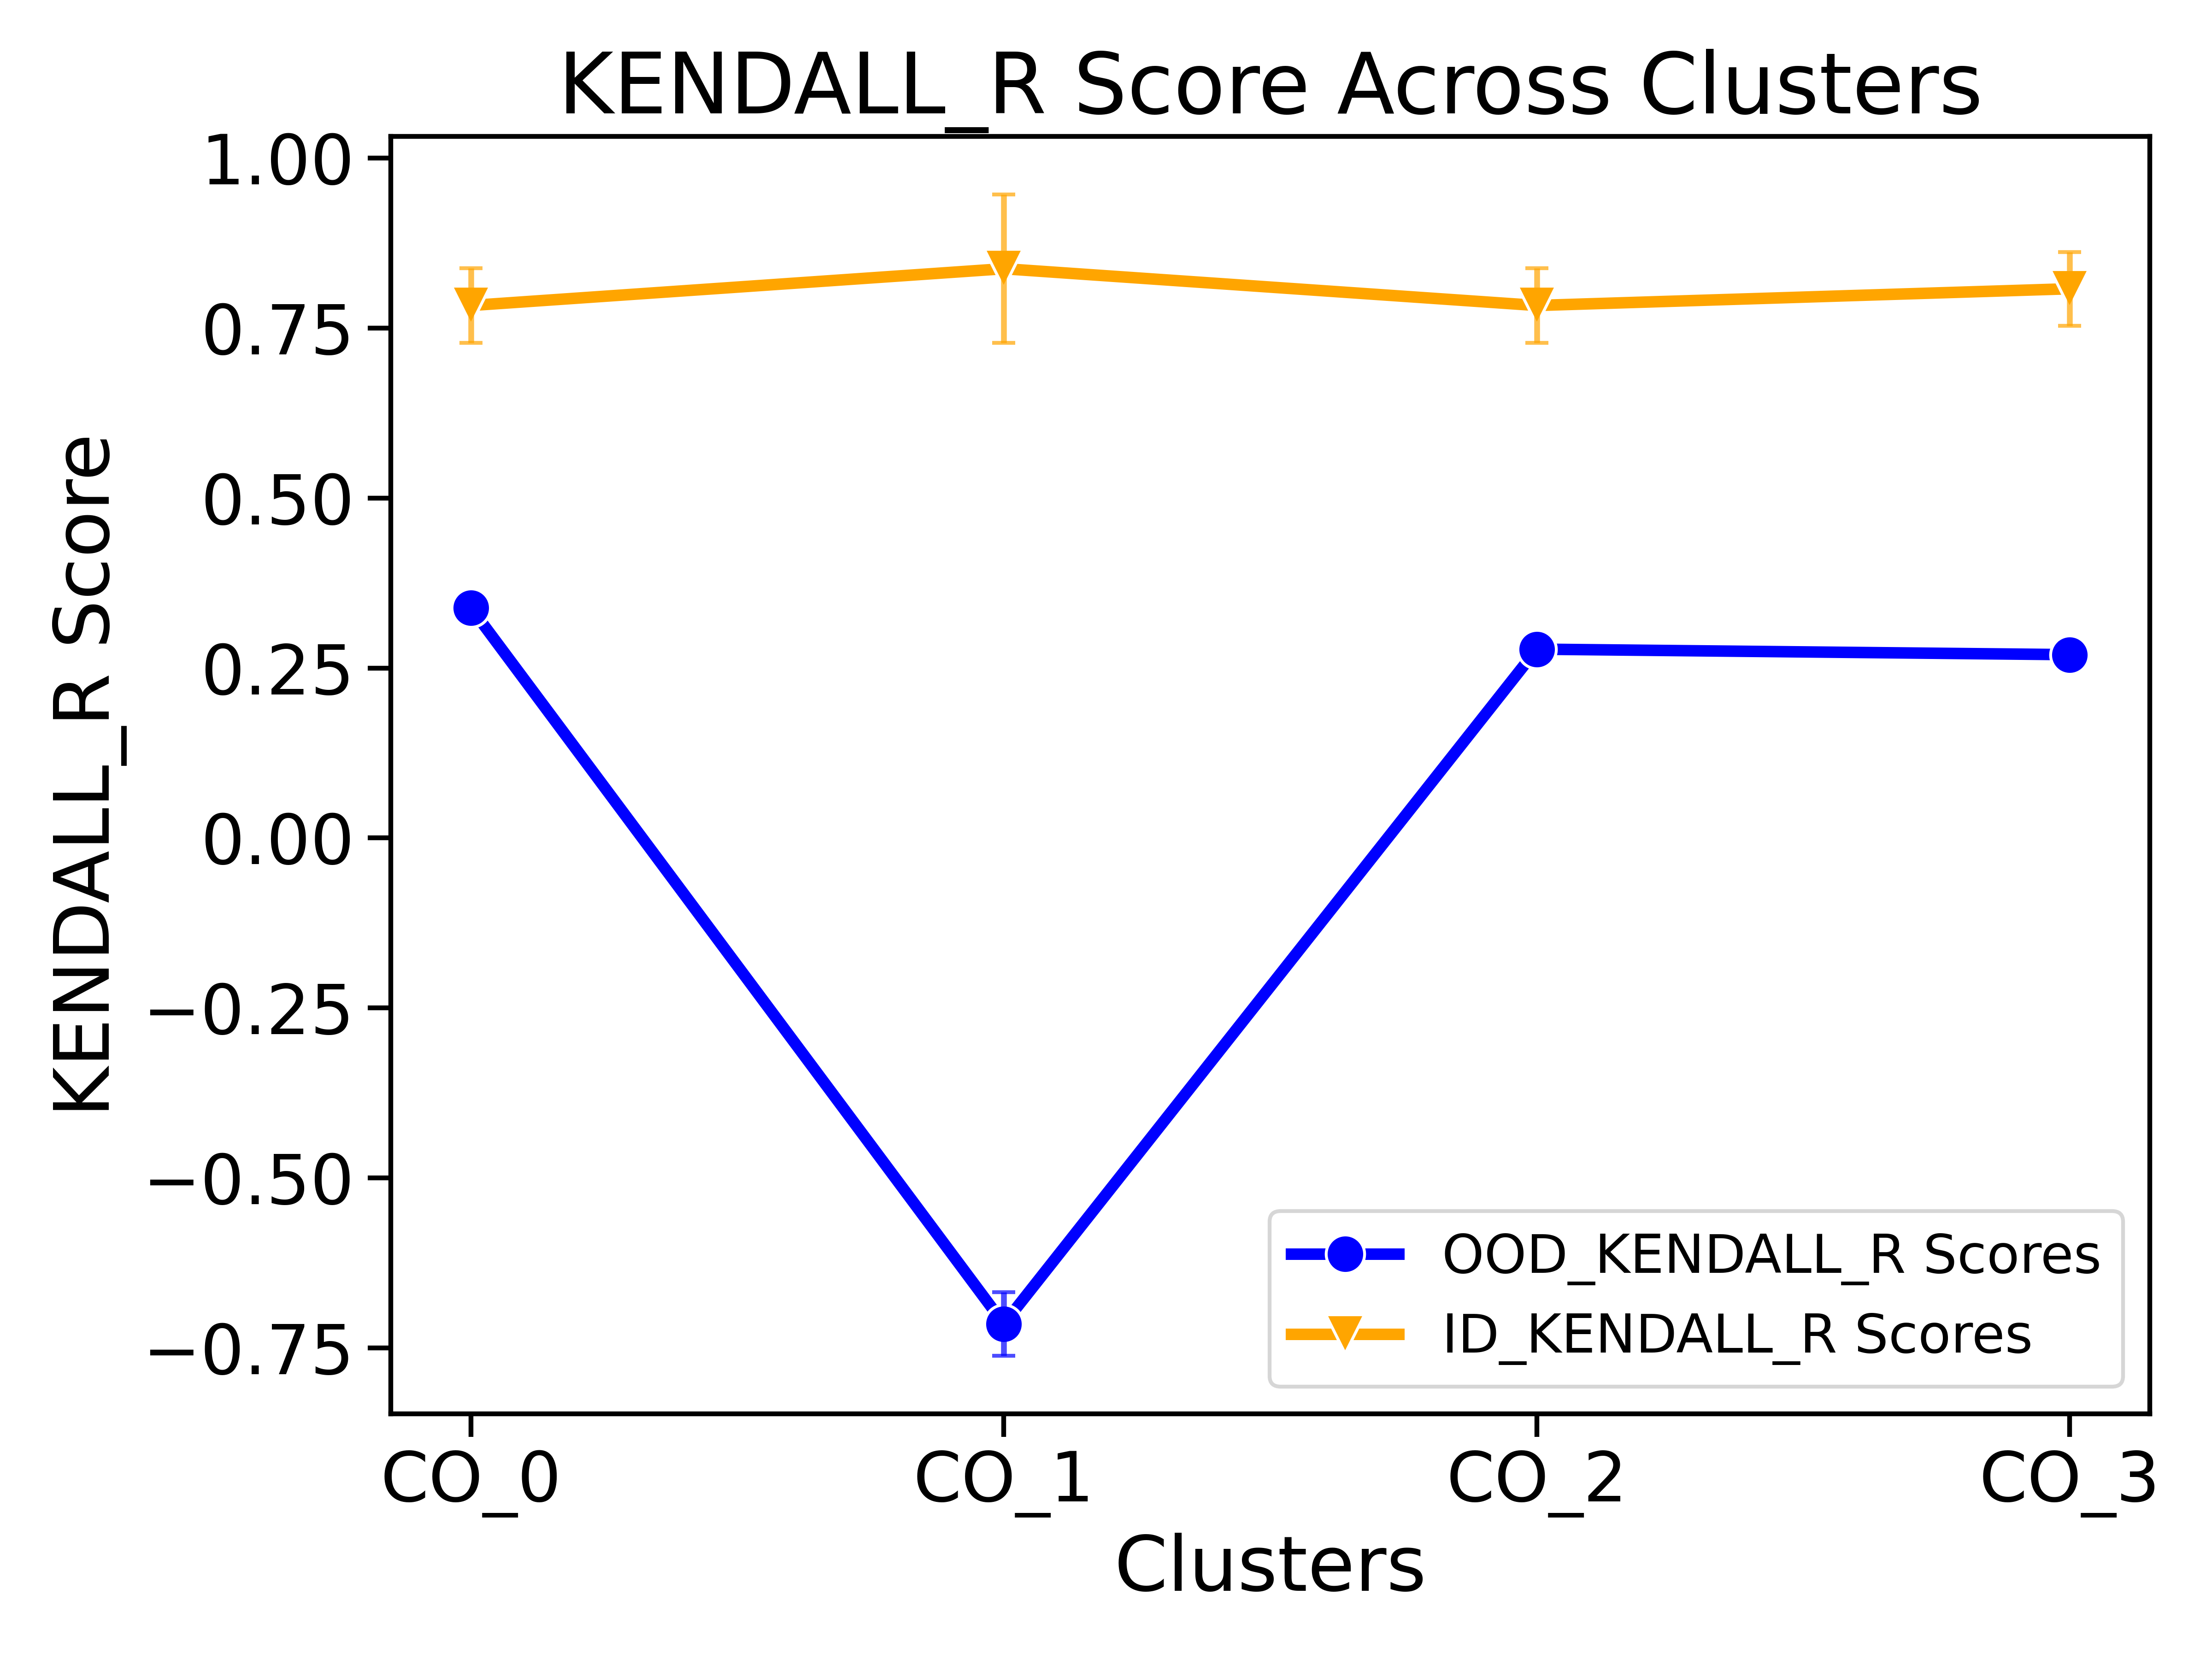 KENDALL_R Score Across Clusters
KENDALL_R Score
1.00
0.75
0.50
0.25
0.00
−0.25
−0.50
−0.75
OOD_KENDALL_R Scores
ID_KENDALL_R Scores
CO_0
CO_1
CO_2
CO_3
Clusters